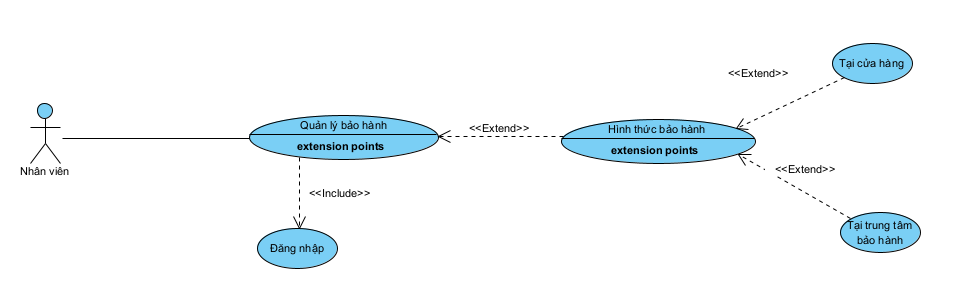 Nhân viên
Quản lý bảo hành
extension points
<<Include>>
Đăng nhập
<<Extend>>
Hình thức bảo hành
extension points
<<Extend>>
Tại cửa hàng
<<Extend>>
Tại trung tâm
bảo hành